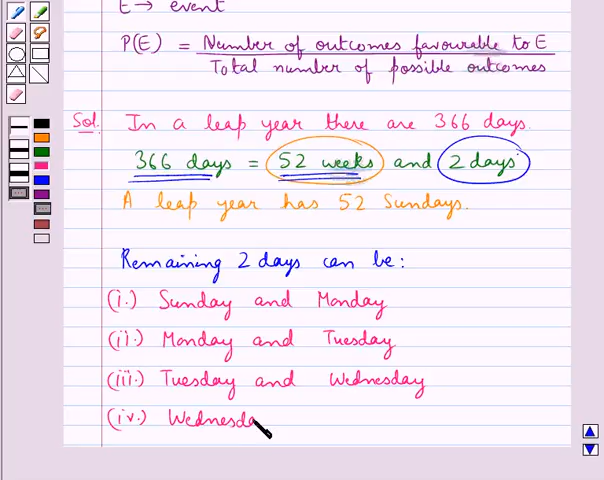 E → event
P(E) = Number of outcomes favourable to E
Total number of possible outcomes
Sol. In a leap year there are 366 days.
366 days = 52 weeks and 2 days.
A leap year has 52 Sundays.
Remaining 2 days can be:
(i.) Sunday and Monday
(ii.) Monday and Tuesday
(iii.) Tuesday and Wednesday
(iv.) Wednesda